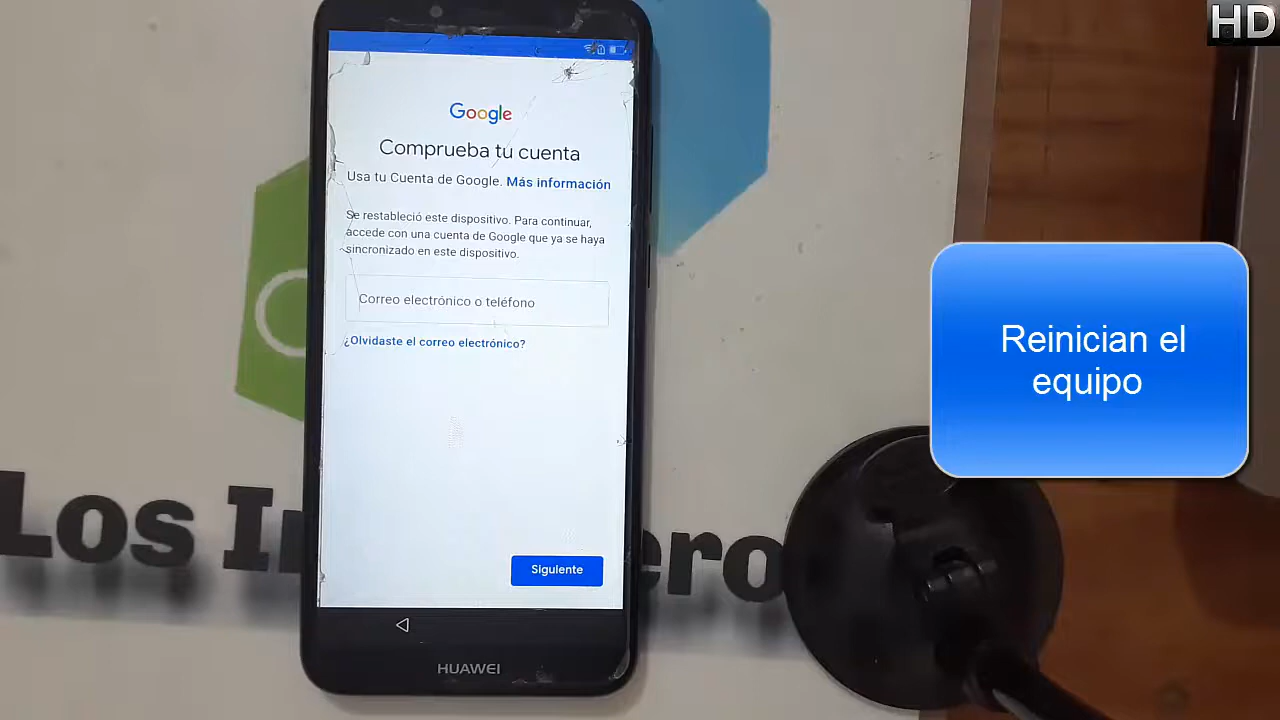 HD
Google
Comprueba tu cuenta
Usa tu Cuenta de Google. Más información
Se restableció este dispositivo. Para continuar,
accede con una cuenta de Google que ya se haya
sincronizado en este dispositivo.
Correo electrónico o teléfono
¿Olvidaste el correo electrónico?
Siguiente
HUAWEI
Reinician el
equipo
Los